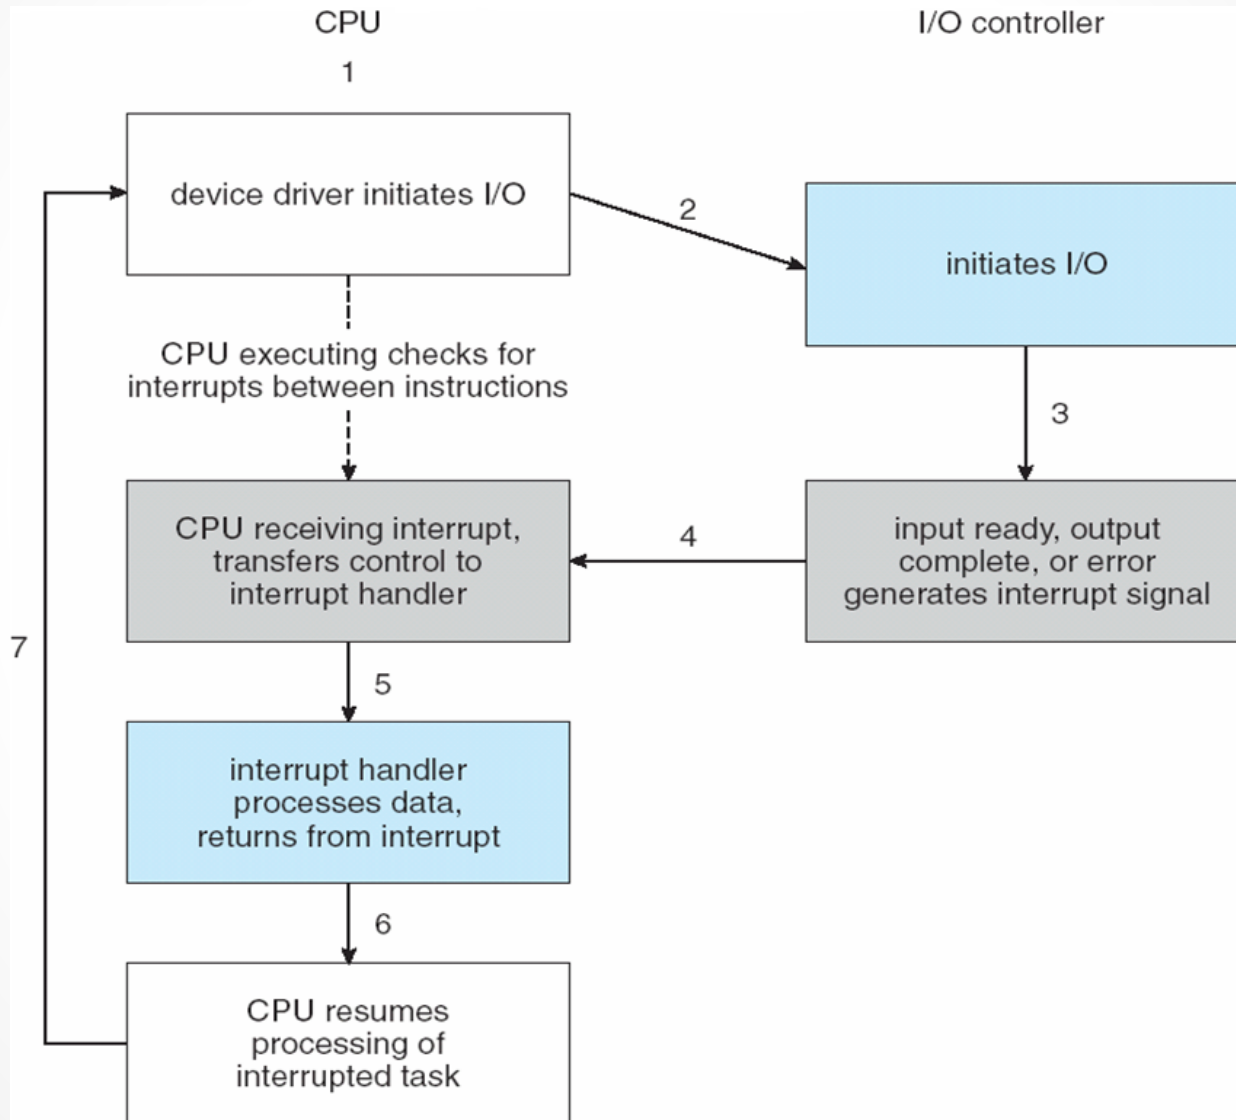 CPU
I/O controller
1
device driver initiates I/O
2
initiates I/O
CPU executing checks for
interrupts between instructions
3
CPU receiving interrupt,
transfers control to
interrupt handler
4
input ready, output
complete, or error
generates interrupt signal
7
5
interrupt handler
processes data,
returns from interrupt
6
CPU resumes
processing of
interrupted task